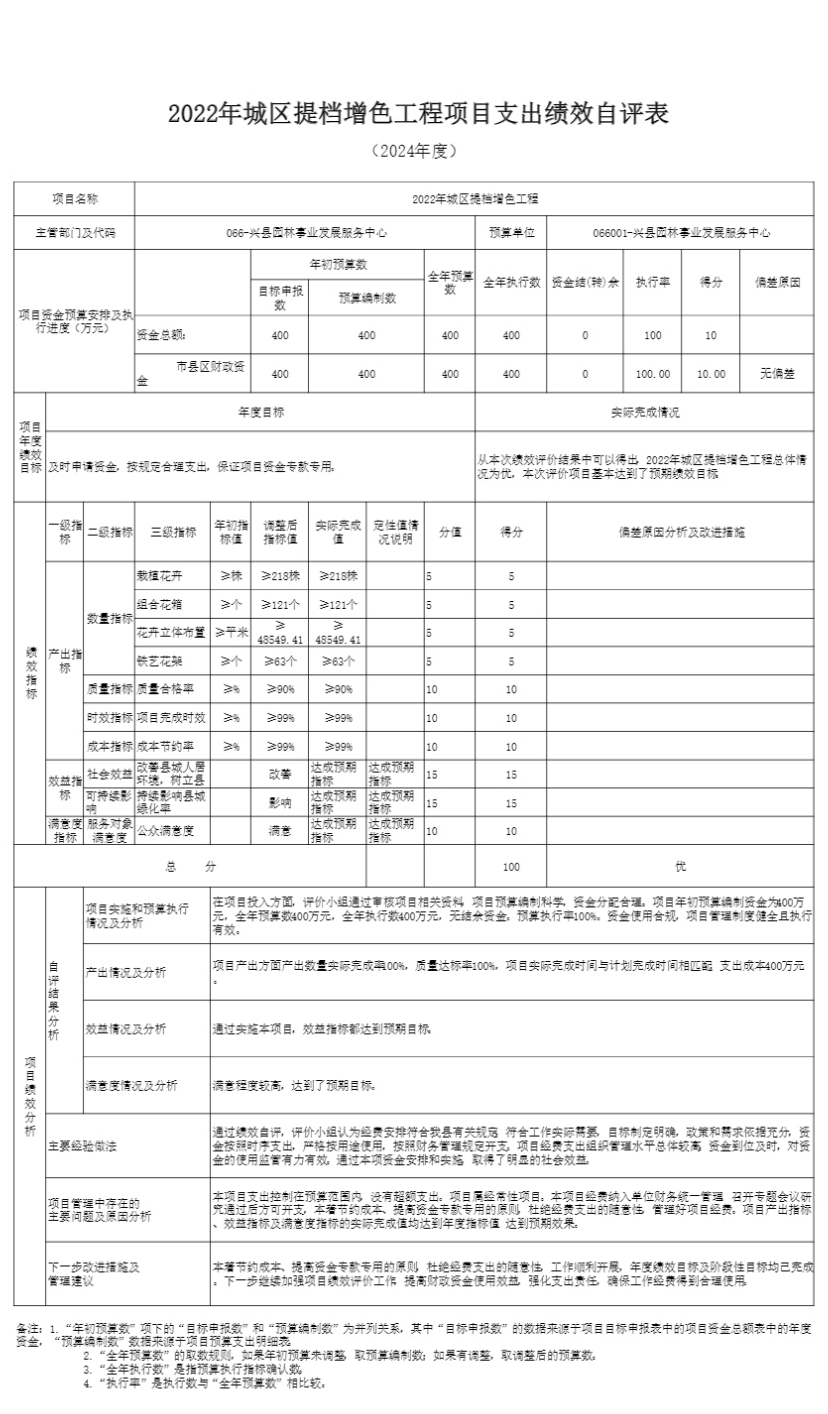 2022年城区提档增色工程项目支出绩效自评表
（2024年度）
项目名称 2022年城区提档增色工程
主管部门及代码 066-兴县园林事业发展服务中心 预算单位 066001-兴县园林事业发展服务中心
项目资金预算安排及执
行进度（万元）
年初预算数
目标申报
数
预算编制数
全年预算
数
全年执行数 资金结(转)余 执行率 得分 偏差原因
资金总额: 400 400 400 400 0 100 10
市县区财政资
金
400 400 400 400 0 100.00 10.00 无偏差
项目
年度
绩效
目标
年度目标 实际完成情况
及时申请资金，按规定合理支出，保证项目资金专款专用。
从本次绩效评价结果中可以得出，2022年城区提档增色工程总体情
况为优，本次评价项目基本达到了预期绩效目标。
绩
效
指
标
一级指
标
二级指标 三级指标
年初指
标值
调整后
指标值
实际完成
值
定性值情
况说明
分值 得分 偏差原因分析及改进措施
产出指
标
数量指标
栽植花卉 ≥株 ≥218株 ≥218株 5 5
组合花箱 ≥个 ≥121个 ≥121个 5 5
花卉立体布置 ≥平米
≥
48549.41
≥
48549.41
5 5
铁艺花架 ≥个 ≥63个 ≥63个 5 5
质量指标 质量合格率 ≥% ≥90% ≥90% 10 10
时效指标 项目完成时效 ≥% ≥99% ≥99% 10 10
成本指标 成本节约率 ≥% ≥99% ≥99% 10 10
效益指
标
社会效益
改善县城人居
环境，树立县
改善
达成预期
指标
达成预期
指标
15 15
可持续影
响
持续影响县城
绿化率
影响
达成预期
指标
达成预期
指标
15 15
满意度
指标
服务对象
满意度
公众满意度 满意
达成预期
指标
达成预期
指标
10 10
总 分 100 优
项
目
绩
效
分
析
自
评
结
果
分
析
项目实施和预算执行
情况及分析
在项目投入方面，评价小组通过审核项目相关资料，项目预算编制科学，资金分配合理。项目年初预算编制资金为400万
元，全年预算数400万元，全年执行数400万元，无结余资金。预算执行率100%。资金使用合规，项目管理制度健全且执行
有效。
产出情况及分析
项目产出方面产出数量实际完成率100%，质量达标率100%，项目实际完成时间与计划完成时间相匹配，支出成本400万元
。
效益情况及分析 通过实施本项目，效益指标都达到预期目标。
满意度情况及分析 满意程度较高，达到了预期目标。
主要经验做法
通过绩效自评，评价小组认为经费安排符合我县有关规定，符合工作实际需要，目标制定明确，政策和需求依据充分，资
金按照时序支出，严格按用途使用，按照财务管理规定开支，项目经费支出组织管理水平总体较高，资金到位及时，对资
金的使用监管有力有效。通过本项资金安排和实施，取得了明显的社会效益。
项目管理中存在的
主要问题及原因分析
本项目支出控制在预算范围内，没有超额支出。项目属经常性项目。本项目经费纳入单位财务统一管理，召开专题会议研
究通过后方可开支，本着节约成本、提高资金专款专用的原则，杜绝经费支出的随意性，管理好项目经费。项目产出指标
、效益指标及满意度指标的实际完成值均达到年度指标值，达到预期效果。
下一步改进措施及
管理建议
本着节约成本、提高资金专款专用的原则，杜绝经费支出的随意性，工作顺利开展，年度绩效目标及阶段性目标均已完成
。下一步继续加强项目绩效评价工作，提高财政资金使用效益，强化支出责任，确保工作经费得到合理使用。
备注：1.“年初预算数”项下的“目标申报数”和“预算编制数”为并列关系，其中“目标申报数”的数据来源于项目目标申报表中的项目资金总额表中的年度
资金，“预算编制数”数据来源于项目预算支出明细表。
2.“全年预算数”的取数规则，如果年初预算未调整，取预算编制数；如果有调整，取调整后的预算数。
3.“全年执行数”是指预算执行指标确认数。
4.“执行率”是执行数与“全年预算数”相比较。